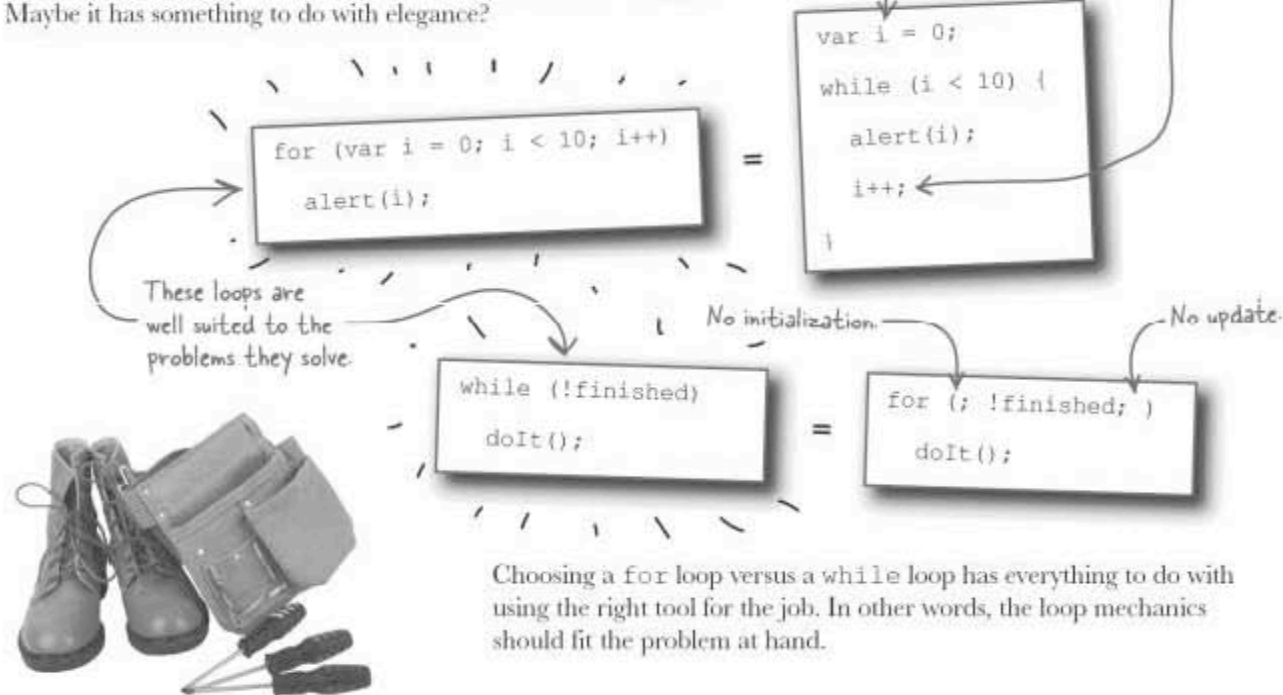 Maybe it has something to do with elegance?
var i = 0;
while (i < 10) {
alert(i);
i++;
}
for (var i = 0; i < 10; i++)
alert(i);
=
These loops are
well suited to the
problems they solve.
No initialization.
No update.
while (!finished)
doIt();
=
for (; !finished; )
doIt();
Choosing a for loop versus a while loop has everything to do with
using the right tool for the job. In other words, the loop mechanics
should fit the problem at hand.